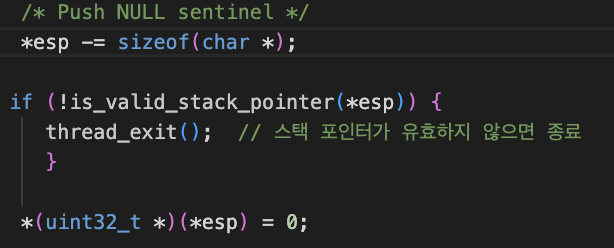 /* Push NULL sentinel */
*esp -= sizeof(char *);
if (!is_valid_stack_pointer(*esp)) {
thread_exit();  // 스택 포인터가 유효하지 않으면 종료
}
*(uint32_t *)(*esp) = 0;